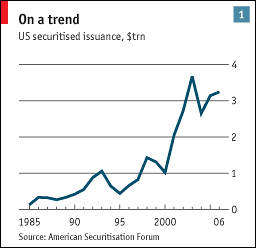 On a trend
1
US securitised issuance, $trn
4
3
2
1
0
1985 90 95 2000 06
Source: American Securitisation Forum